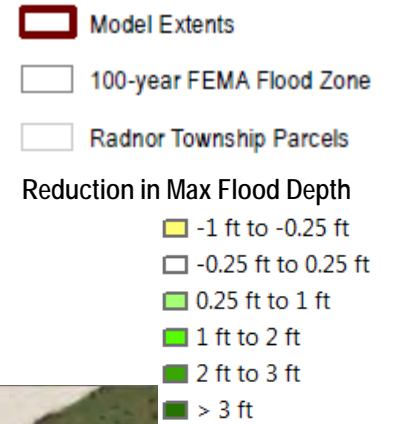 Model Extents
100-year FEMA Flood Zone
Radnor Township Parcels
Reduction in Max Flood Depth
-1 ft to -0.25 ft
-0.25 ft to 0.25 ft
0.25 ft to 1 ft
1 ft to 2 ft
2 ft to 3 ft
> 3 ft